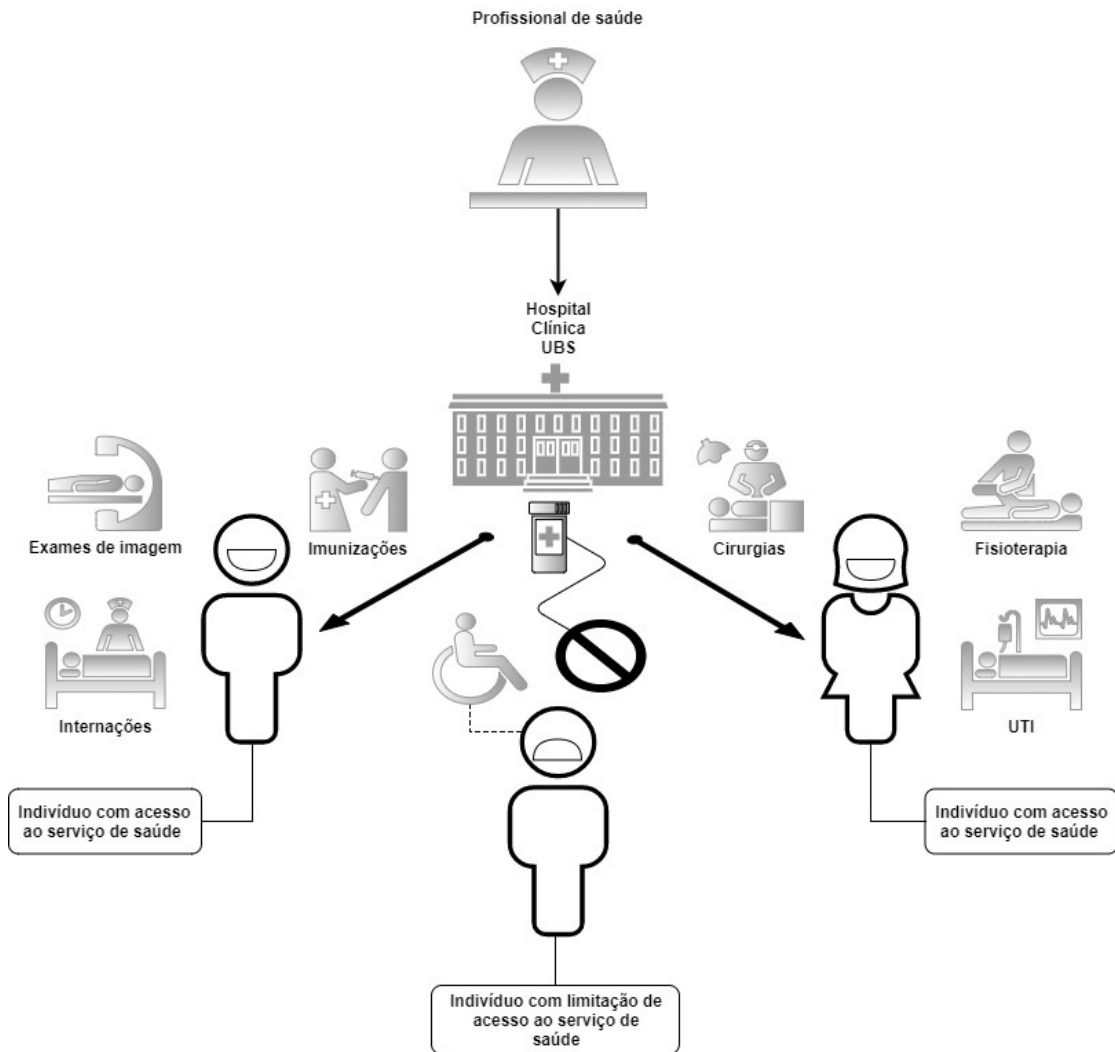 Profissional de saúde
Hospital
Clínica
UBS
Exames de imagem
Imunizações
Cirurgias
Fisioterapia
Internações
UTI
Indivíduo com acesso
ao serviço de saúde
Indivíduo com acesso
ao serviço de saúde
Indivíduo com limitação de
acesso ao serviço de
saúde